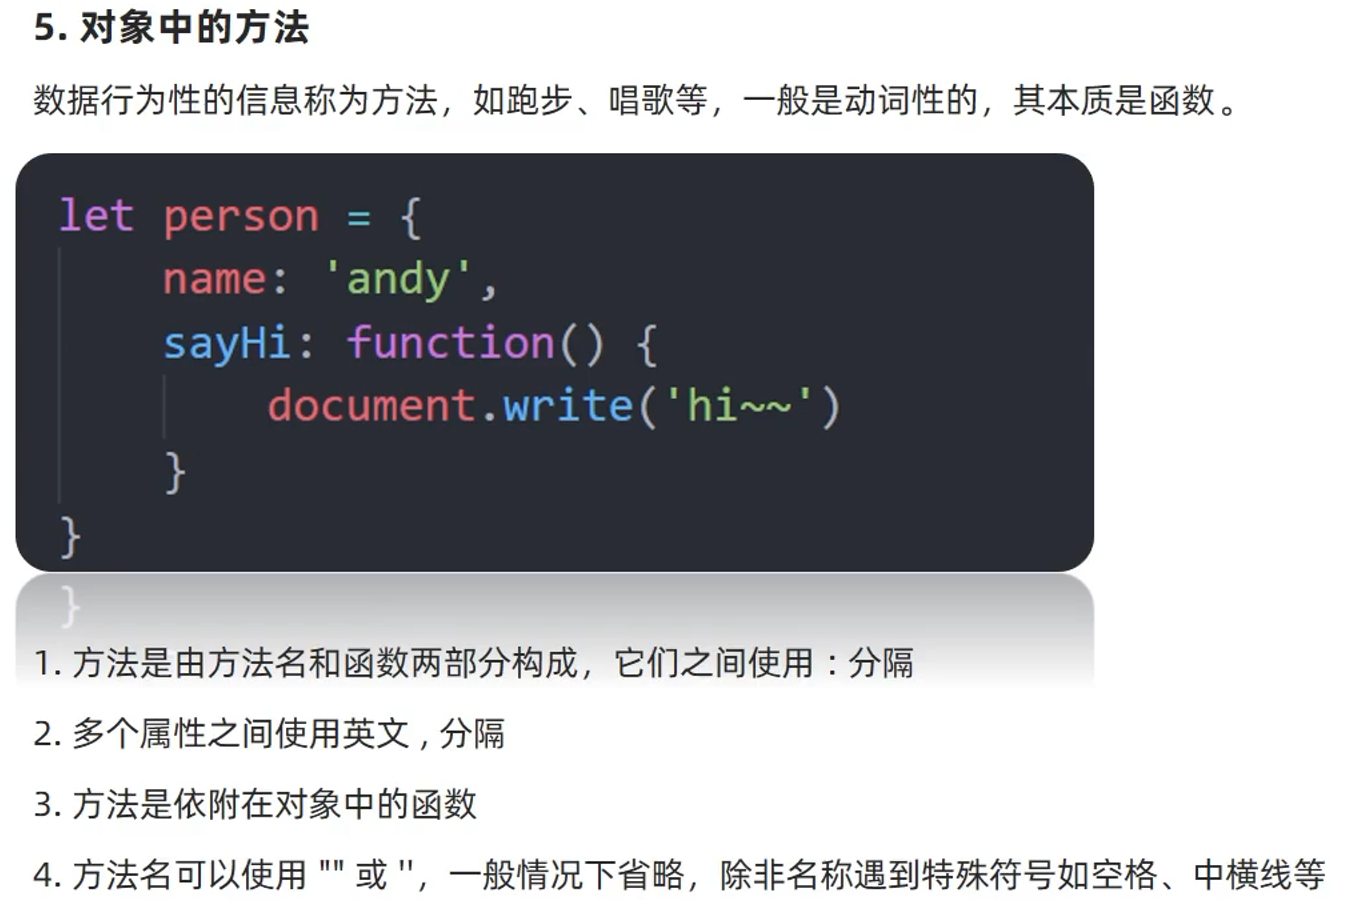 5. 对象中的方法
数据行为性的信息称为方法，如跑步、唱歌等，一般是动词性的，其本质是函数。
let person = {
    name: 'andy',
    sayHi: function() {
        document.write('hi~~')
    }
}
}
1. 方法是由方法名和函数两部分构成，它们之间使用 : 分隔
2. 多个属性之间使用英文 , 分隔
3. 方法是依附在对象中的函数
4. 方法名可以使用 "" 或 ''，一般情况下省略，除非名称遇到特殊符号如空格、中横线等